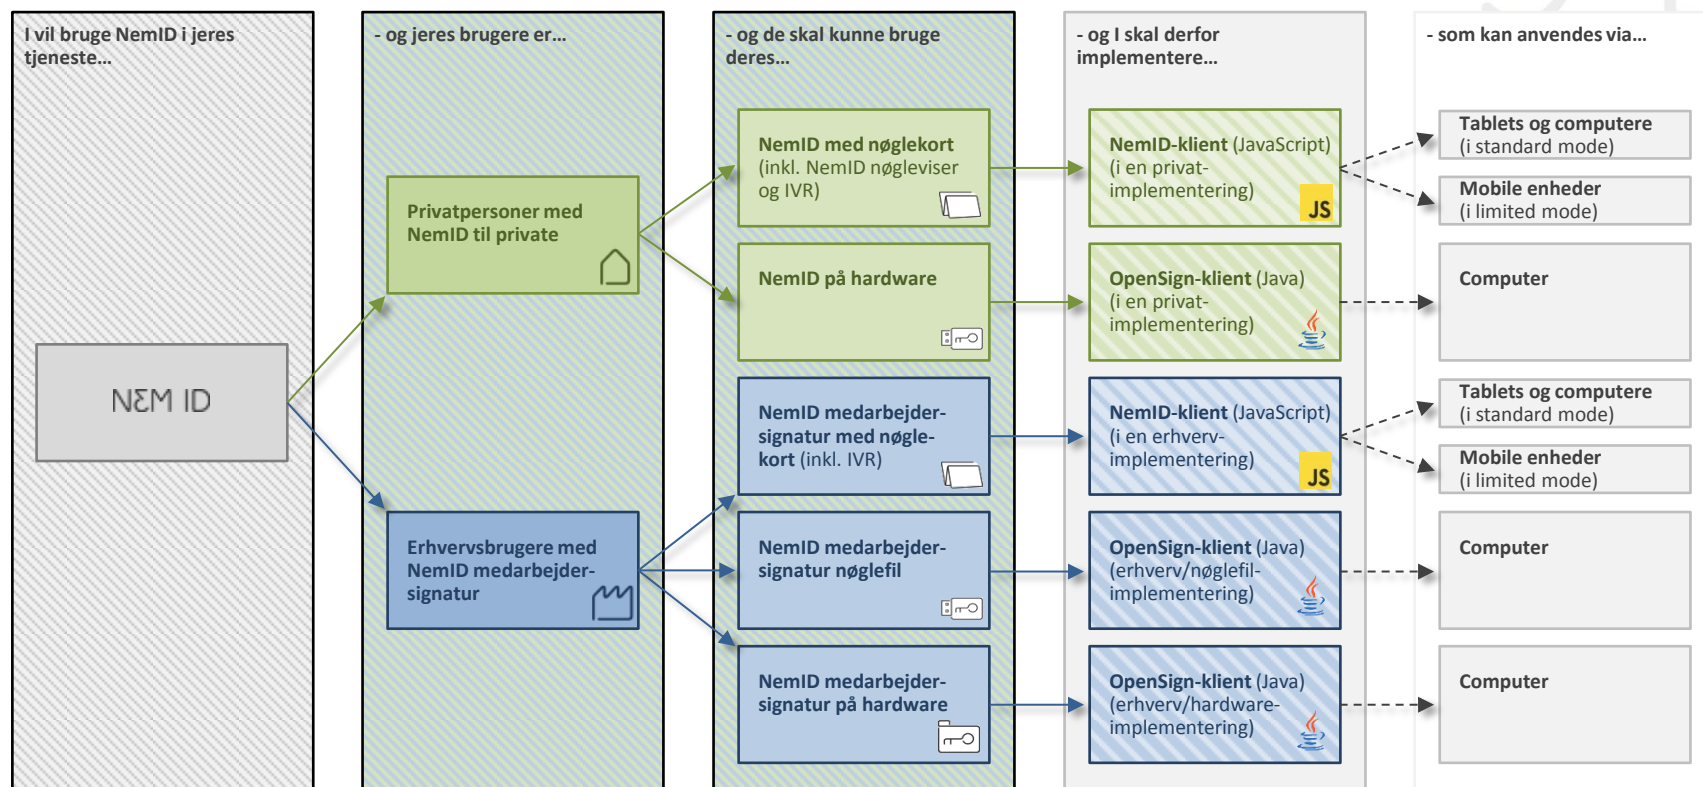 I vil bruge NemID i jeres
tjeneste...
- og jeres brugere er...
- og de skal kunne bruge
deres...
- og I skal derfor
implementere...
- som kan anvendes via...
NEM ID
Privatpersoner med
NemID til private
Erhvervsbrugere med
NemID medarbejder-
signatur
NemID med nøglekort
(inkl. NemID nøgleviser
og IVR)
NemID på hardware
NemID medarbejder-
signatur med nøgle-
kort (inkl. IVR)
NemID medarbejder-
signatur nøglefil
NemID medarbejder-
signatur på hardware
NemID-klient (JavaScript)
(i en privat-
implementering)
JS
OpenSign-klient (Java)
(i en privat-
implementering)
NemID-klient (JavaScript)
(i en erhverv-
implementering)
JS
OpenSign-klient (Java)
(erhverv/nøglefil-
implementering)
OpenSign-klient (Java)
(erhverv/hardware-
implementering)
Tablets og computere
(i standard mode)
Mobile enheder
(i limited mode)
Computer
Tablets og computere
(i standard mode)
Mobile enheder
(i limited mode)
Computer
Computer